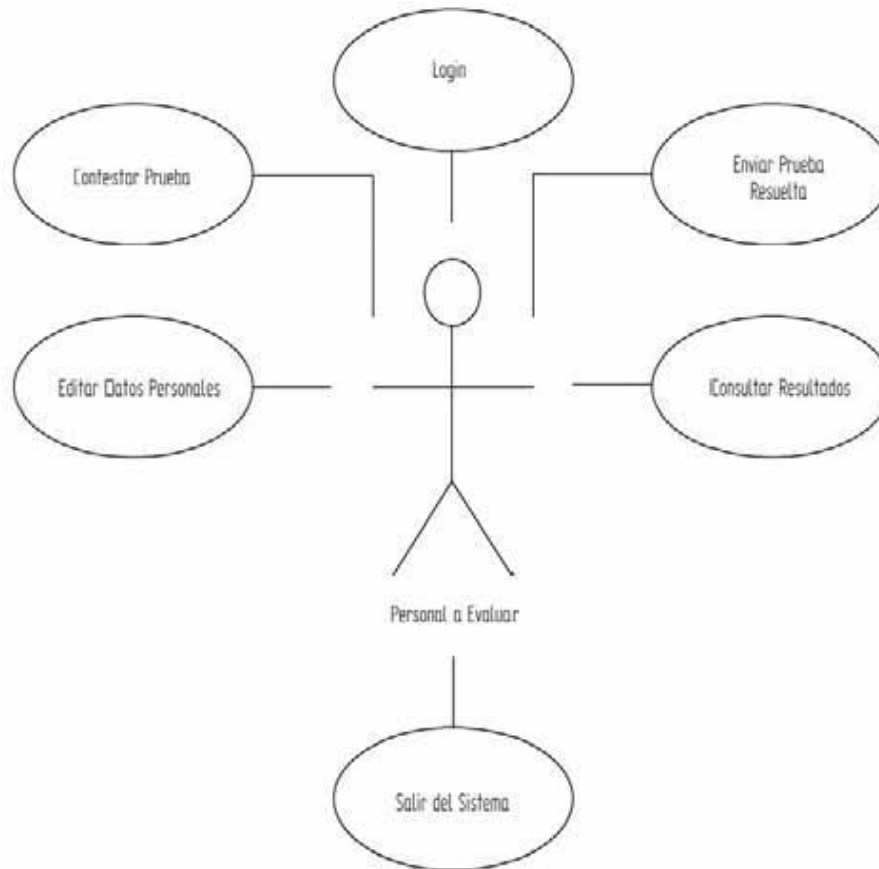 Login
Contestar Prueba
Enviar Prueba
Resuelta
Editar Datos Personales
Consultar Resultados
Personal a Evaluar
Salir del Sistema